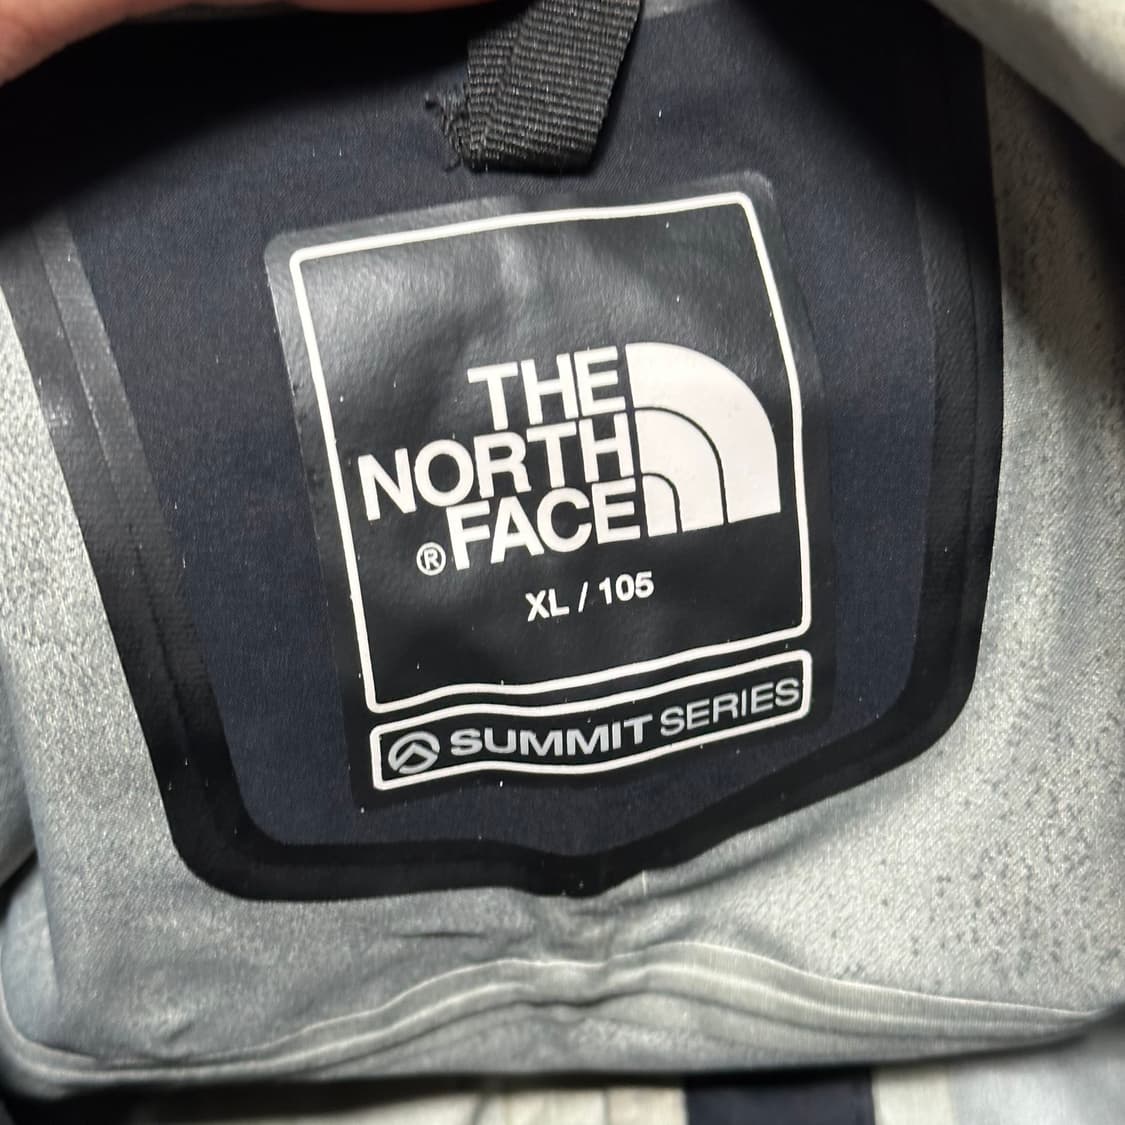 THE
NORTH
FACE
®
XL / 105
SUMMIT SERIES